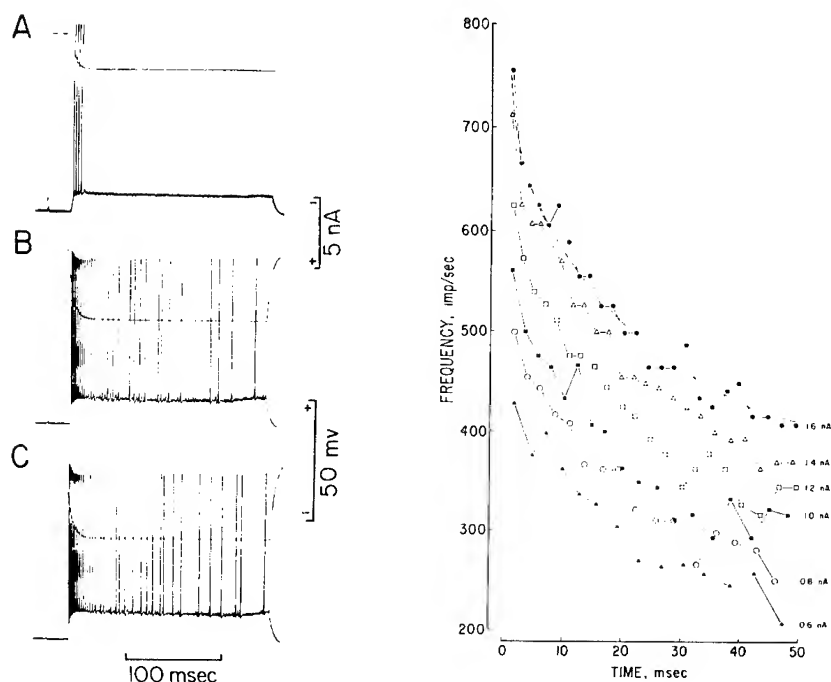 A
B
C
5 nA
-
+
50 mv
+
-
100 msec
FREQUENCY, imp/sec
800
700
600
500
400
300
200
0
10
20
30
40
50
TIME, msec
1.6 nA
1.4 nA
1.2 nA
1.0 nA
0.8 nA
0.6 nA